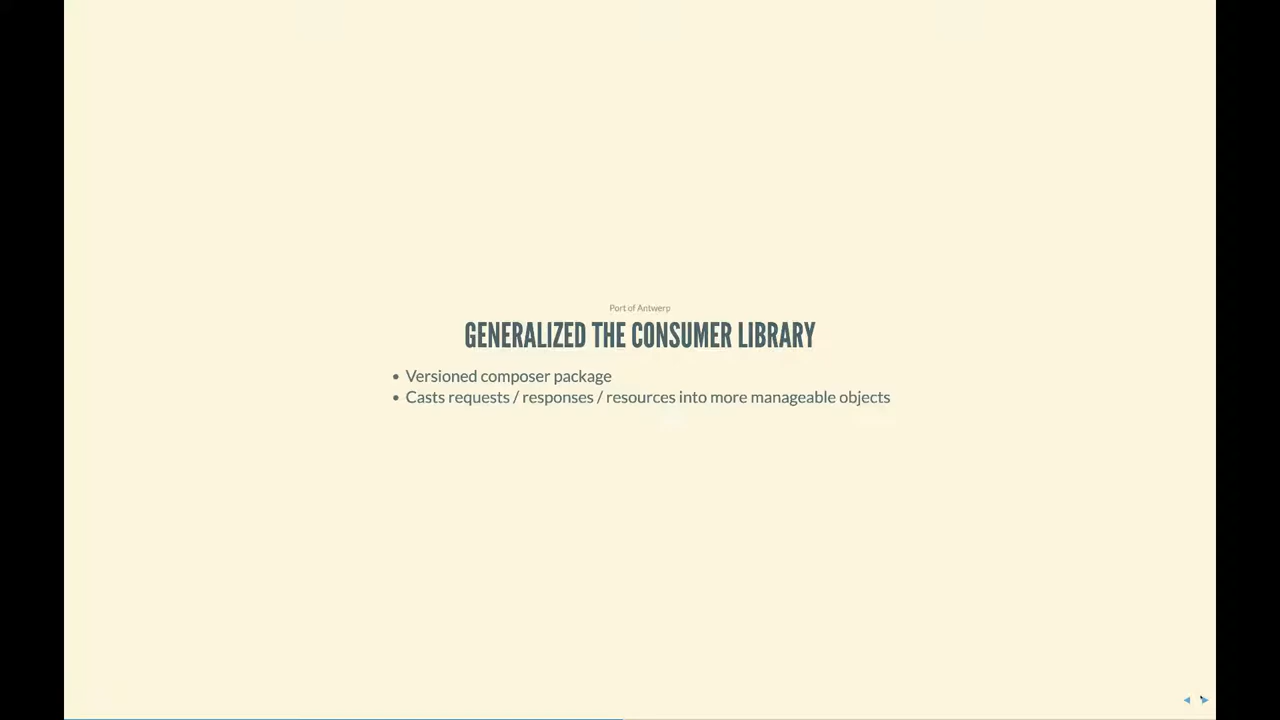 Port of Antwerp
GENERALIZED THE CONSUMER LIBRARY
• Versioned composer package
• Casts requests / responses / resources into more manageable objects